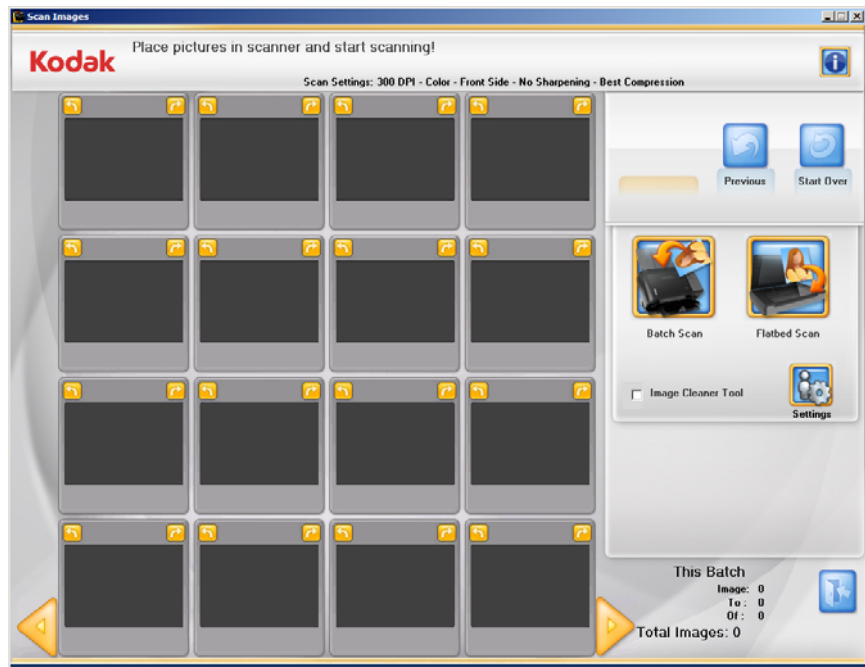 Scan Images
Kodak
Place pictures in scanner and start scanning!
Scan Settings: 300 DPI - Color - Front Side - No Sharpening - Best Compression
Previous
Start Over
Batch Scan
Flatbed Scan
Image Cleaner Tool
Settings
This Batch
Image: 0
To : 0
Of : 0
Total Images: 0